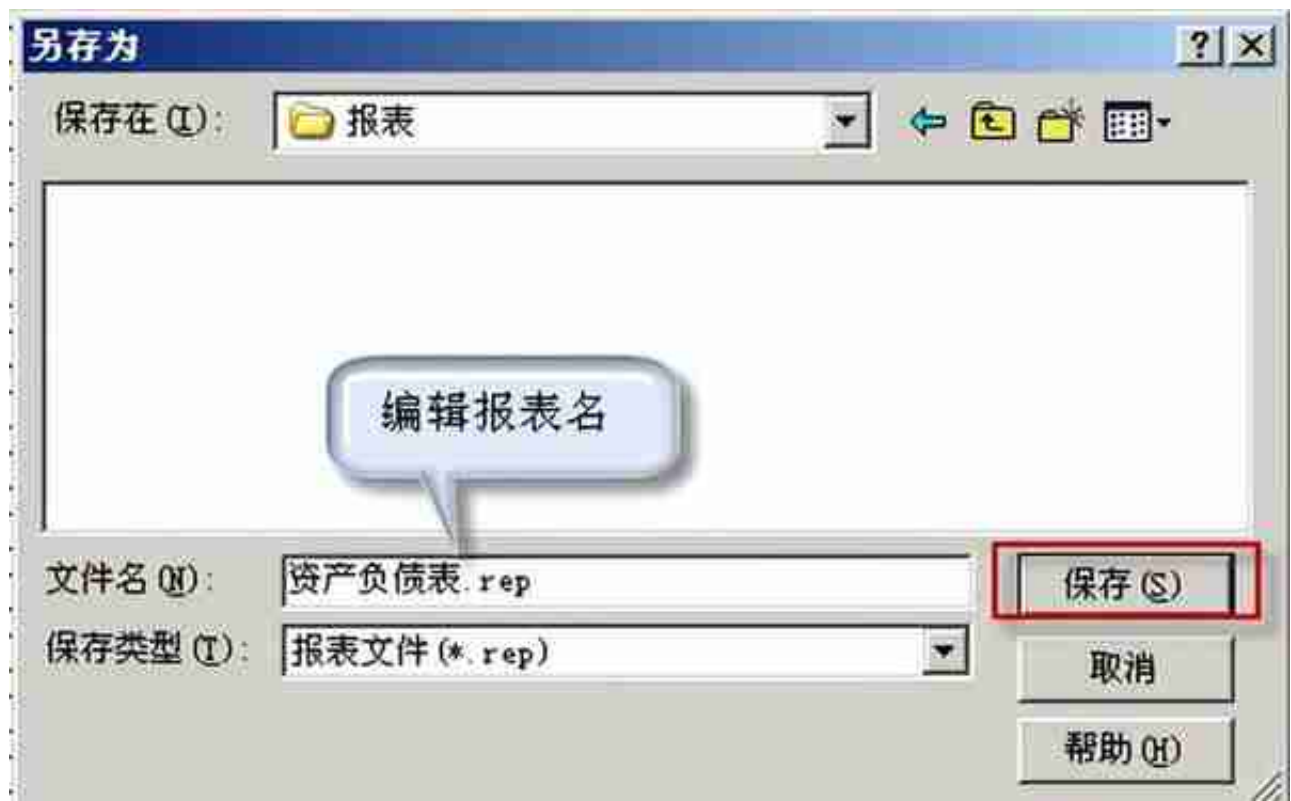 另存为
保存在(I):
报表
编辑报表名
文件名(N):
资产负债表.rep
保存(S)
保存类型(T):
报表文件(*.rep)
取消
帮助(H)